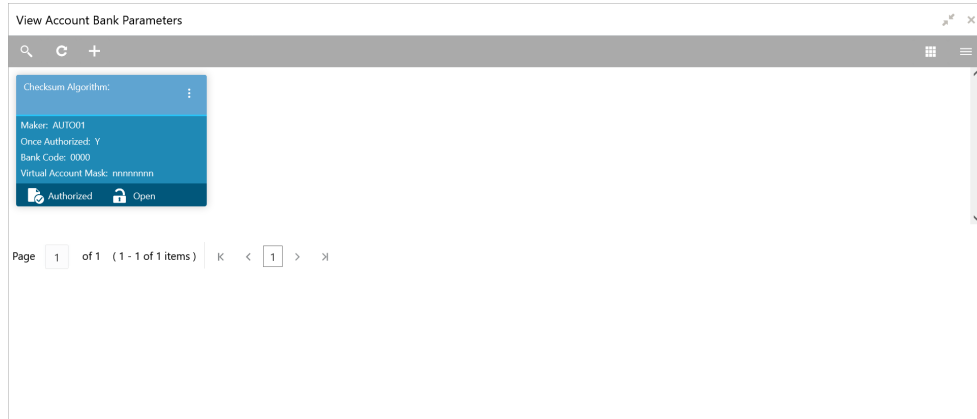 View Account Bank Parameters
Checksum Algorithm:
Maker: AUTO01
Once Authorized: Y
Bank Code: 0000
Virtual Account Mask: nnnnnnnn
Authorized Open
Page 1 of 1 ( 1 - 1 of 1 items ) 1